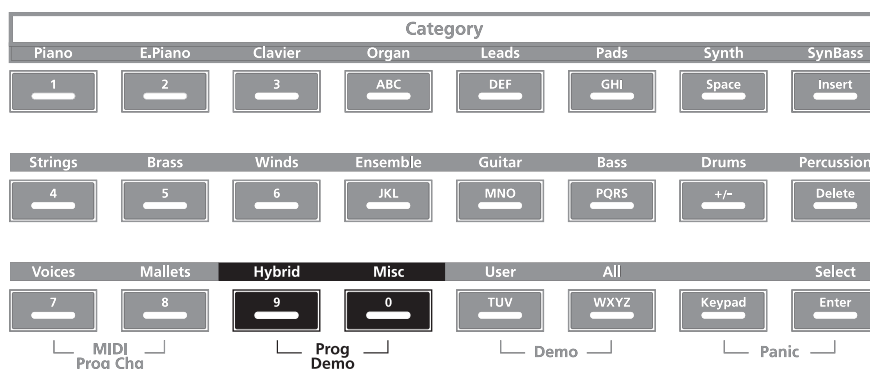 Category
Piano E.Piano Clavier Organ Leads Pads Synth SynBass
1 2 3 ABC DEF GHI Space Insert
Strings Brass Winds Ensemble Guitar Bass Drums Percussion
4 5 6 JKL MNO PQRS +/- Delete
Voices Mallets Hybrid Misc User All Select
7 8 9 0 TUV WXYZ Keypad Enter
MIDI Prog Demo Panic
Prog Chg Demo